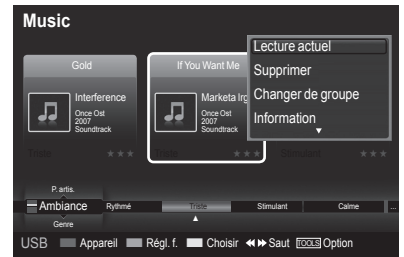 Music
Gold
Interference
Once Ost
2007
Soundtrack
Triste
If You Want Me
Marketa Irg
Once Ost
2007
Soundtrack
Triste
Stimulant
Lecture actuel
Supprimer
Changer de groupe
Information
P. artis.
Ambiance
Genre
Rythmé
Triste
Stimulant
Calme
...
USB Appareil Régl. f. Choisir Saut TOOLS Option